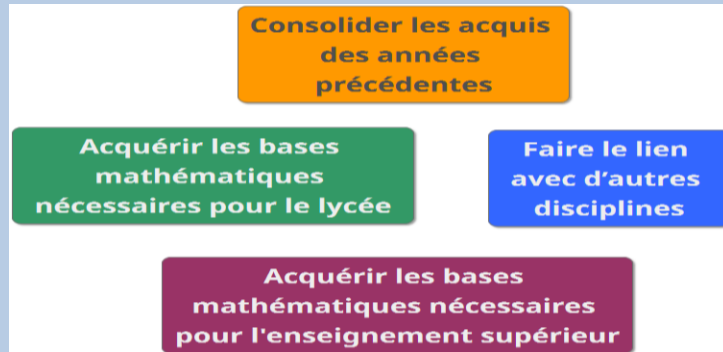 Consolider les acquis
des années
précédentes
Acquérir les bases
mathématiques
nécessaires pour le lycée
Faire le lien
avec d’autres
disciplines
Acquérir les bases
mathématiques nécessaires
pour l'enseignement supérieur